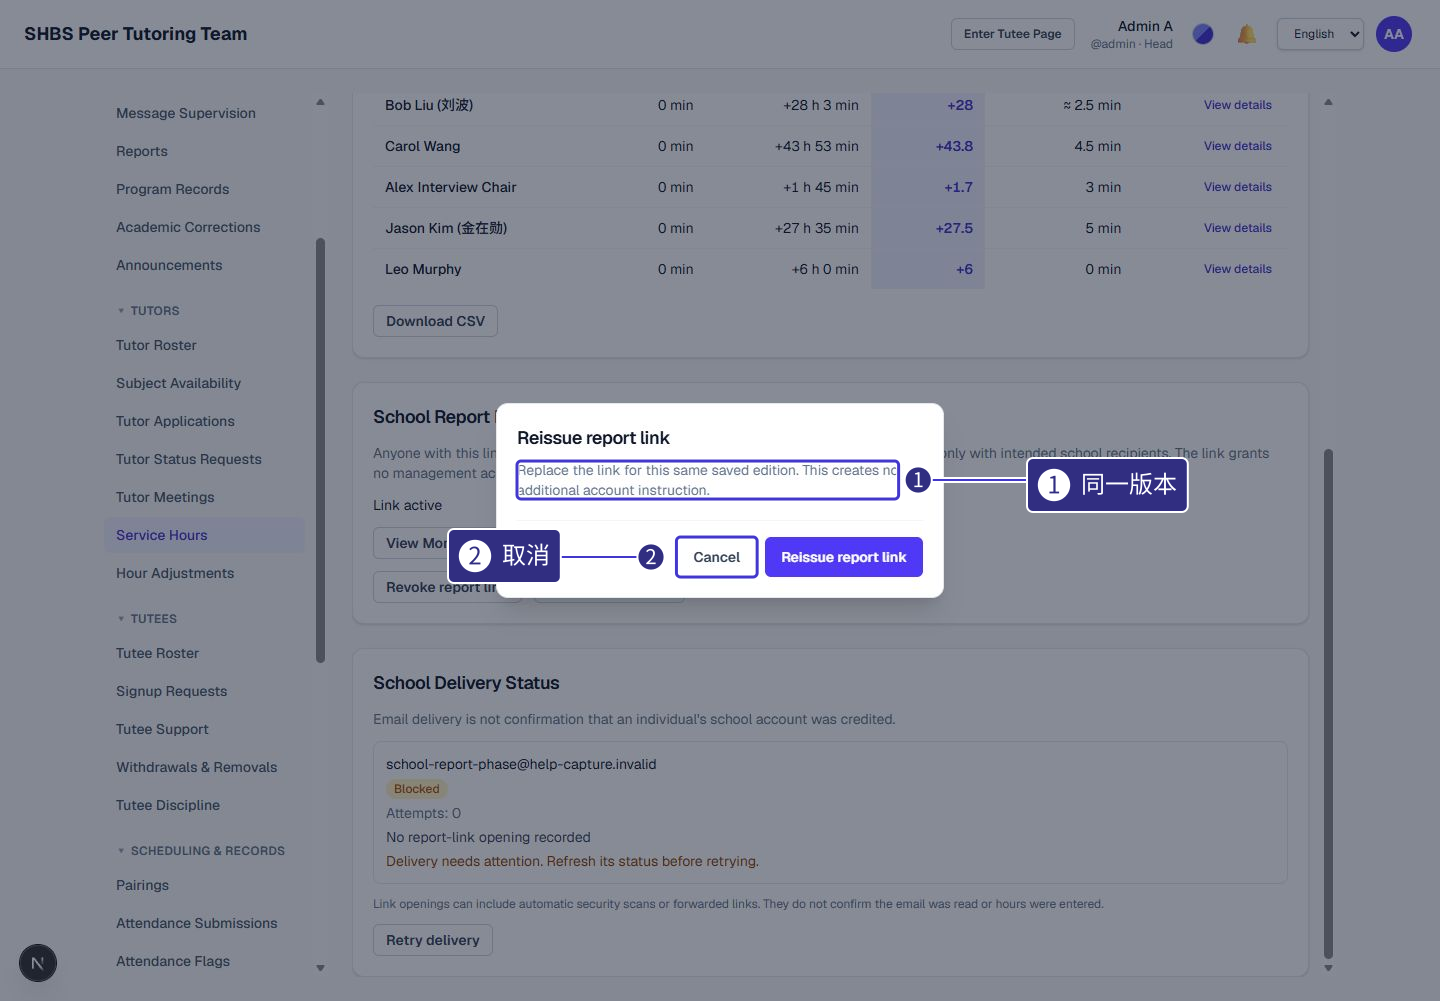 SHBS Peer Tutoring Team
Enter Tutee Page
Admin A
@admin · Head
English
AA
Message Supervision
Reports
Program Records
Academic Corrections
Announcements
TUTORS
Tutor Roster
Subject Availability
Tutor Applications
Tutor Status Requests
Tutor Meetings
Service Hours
Hour Adjustments
TUTEES
Tutee Roster
Signup Requests
Tutee Support
Withdrawals & Removals
Tutee Discipline
SCHEDULING & RECORDS
Pairings
Attendance Submissions
Attendance Flags
N
Bob Liu (刘波) 0 min +28 h 3 min +28 ≈ 2.5 min View details
Carol Wang 0 min +43 h 53 min +43.8 4.5 min View details
Alex Interview Chair 0 min +1 h 45 min +1.7 3 min View details
Jason Kim (金在勋) 0 min +27 h 35 min +27.5 5 min View details
Leo Murphy 0 min +6 h 0 min +6 0 min View details
Download CSV
School Report
Anyone with this lin only with intended school recipients. The link grants
no management ac
Link active
View Mon
Revoke report lin
Reissue report link
Replace the link for this same saved edition. This creates no
additional account instruction.
1
1 同一版本
2 取消
2
Cancel
Reissue report link
School Delivery Status
Email delivery is not confirmation that an individual's school account was credited.
school-report-phase@help-capture.invalid
Blocked
Attempts: 0
No report-link opening recorded
Delivery needs attention. Refresh its status before retrying.
Link openings can include automatic security scans or forwarded links. They do not confirm the email was read or hours were entered.
Retry delivery